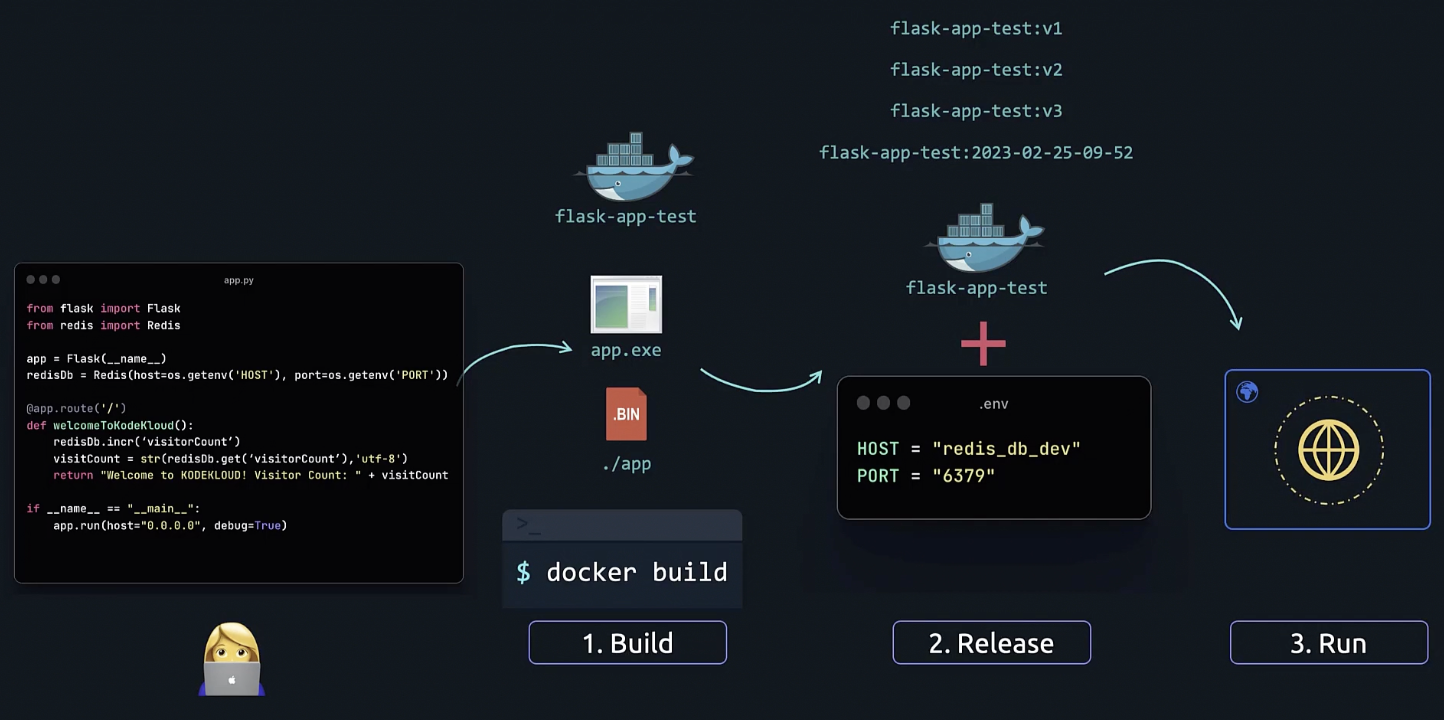 flask-app-test:v1
flask-app-test:v2
flask-app-test:v3
flask-app-test:2023-02-25-09-52
flask-app-test
flask-app-test
app.py
from flask import Flask
from redis import Redis
app = Flask(__name__)
redisDb = Redis(host=os.getenv('HOST'), port=os.getenv('PORT'))
@app.route('/')
def welcomeToKodeKloud():
redisDb.incr(‘visitorCount’)
visitCount = str(redisDb.get(‘visitorCount’),'utf-8')
return "Welcome to KODEKLOUD! Visitor Count: " + visitCount
if __name__ == "__main__":
app.run(host="0.0.0.0", debug=True)
app.exe
.BIN
./app
>_
$ docker build
.env
HOST = "redis_db_dev"
PORT = "6379"
1. Build
2. Release
3. Run